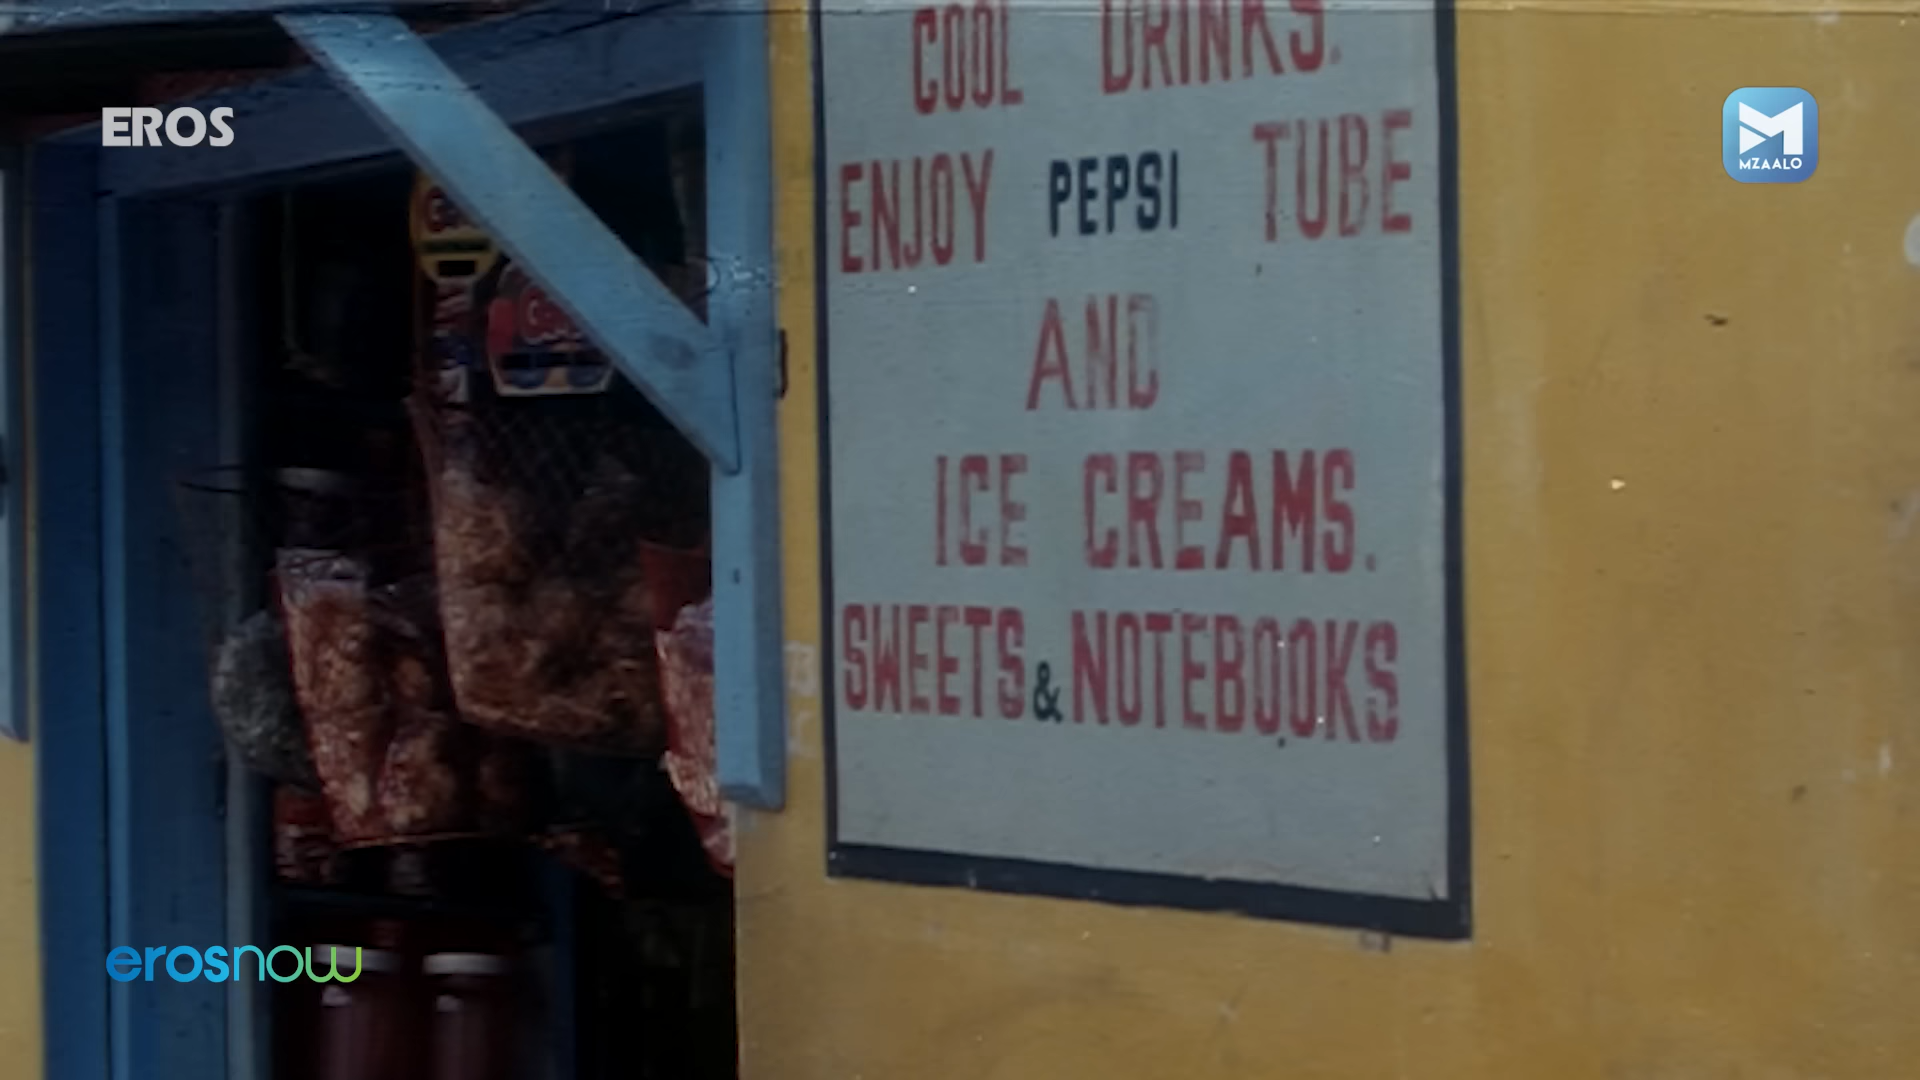 COOL DRINKS.
EROS
MZAALO
ENJOY PEPSI TUBE
AND
ICE CREAMS.
SWEETS & NOTEBOOKS
erosnow